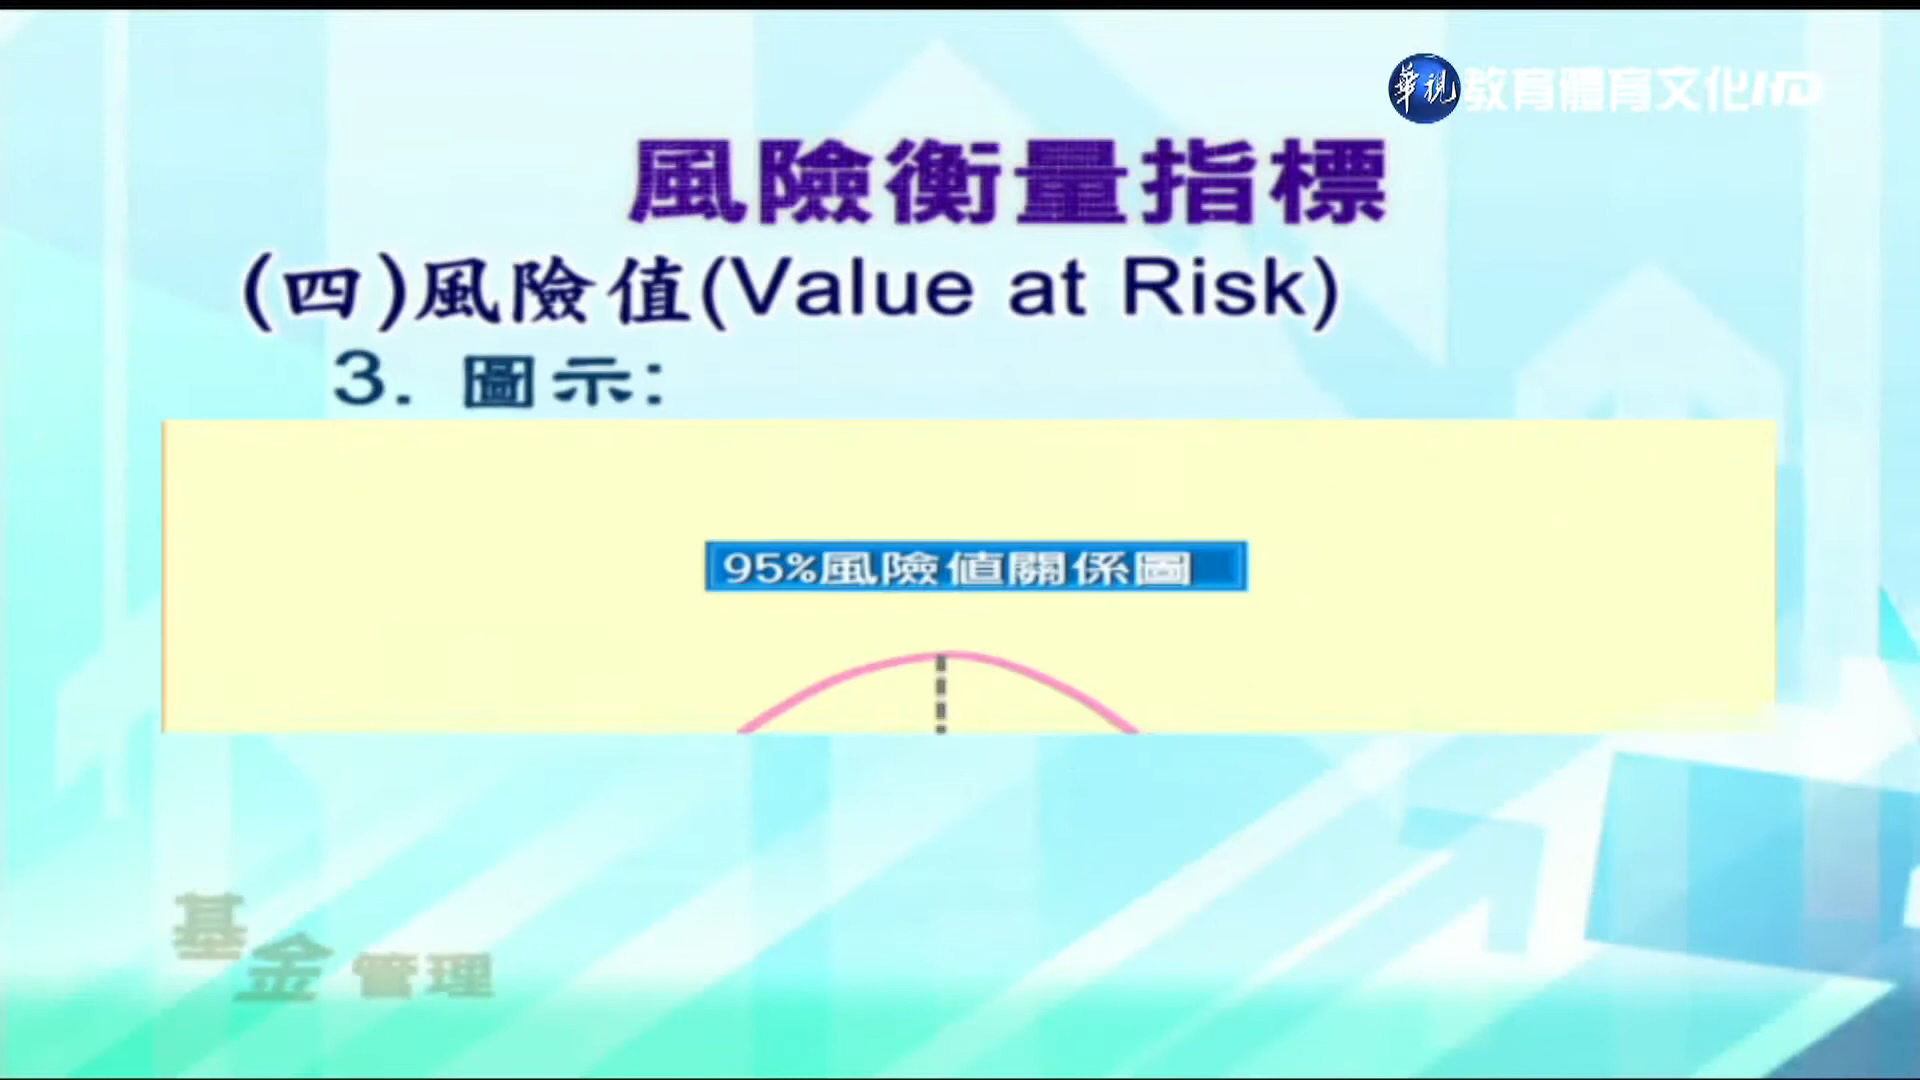 華視 教育體育文化HD
風險衡量指標
(四)風險值(Value at Risk)
3. 圖示:
95%風險值關係圖
基金管理